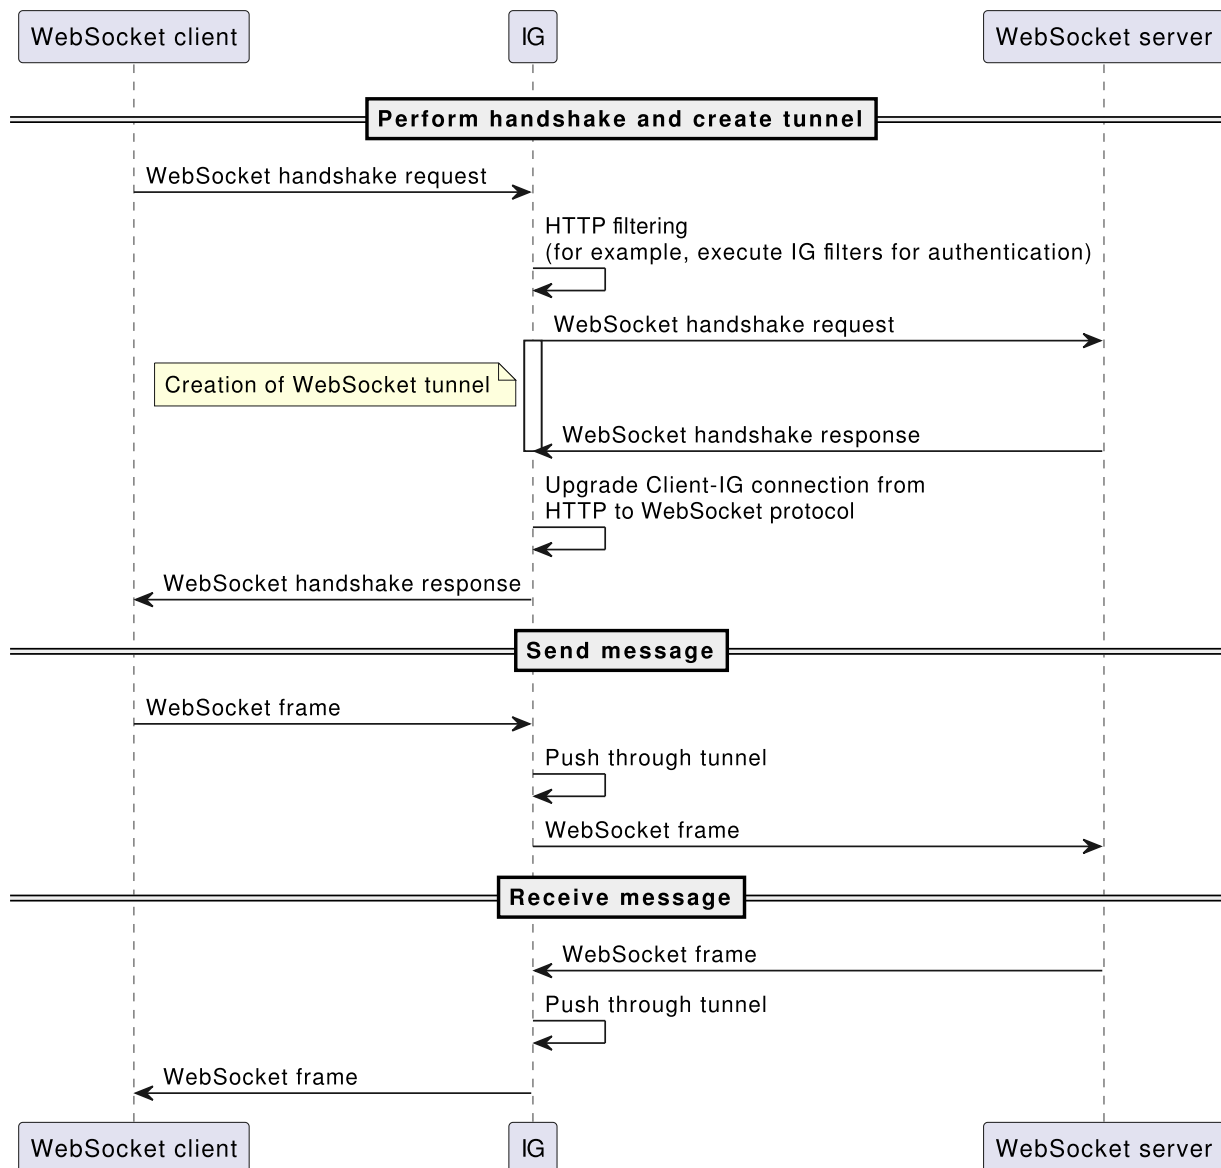 WebSocket client
IG
WebSocket server
Perform handshake and create tunnel
WebSocket handshake request
HTTP filtering
(for example, execute IG filters for authentication)
WebSocket handshake request
Creation of WebSocket tunnel
WebSocket handshake response
Upgrade Client-IG connection from
HTTP to WebSocket protocol
WebSocket handshake response
Send message
WebSocket frame
Push through tunnel
WebSocket frame
Receive message
WebSocket frame
Push through tunnel
WebSocket frame
WebSocket client
IG
WebSocket server